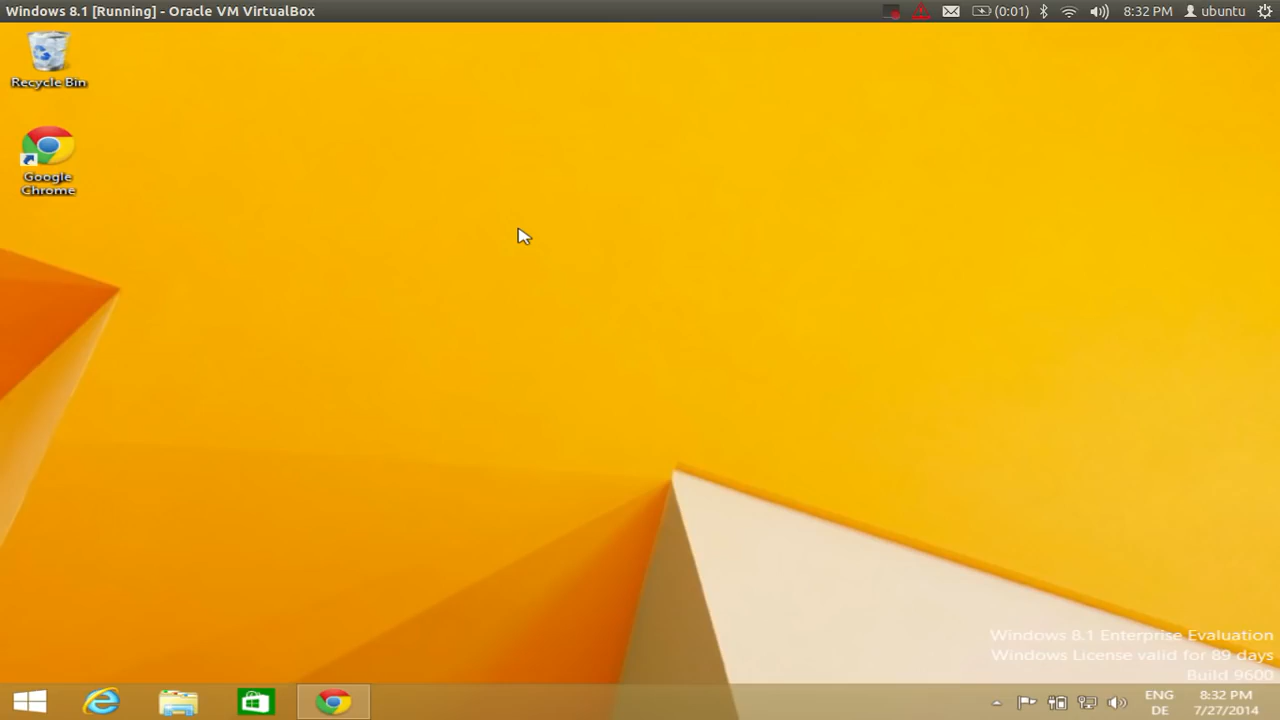 Windows 8.1 [Running] - Oracle VM VirtualBox
(0:01) 8:32 PM ubuntu
Recycle Bin
Google
Chrome
Windows 8.1 Enterprise Evaluation
Windows License valid for 89 days
Build 9600
ENG 8:32 PM
DE 7/27/2014